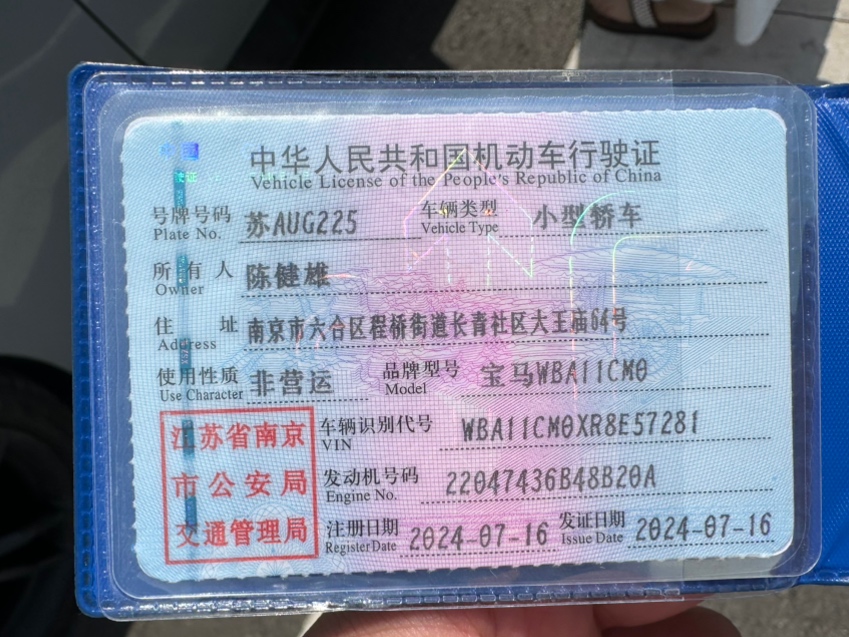 中华人民共和国机动车行驶证
Vehicle License of the People's Republic of China
号牌号码 苏AUG225 车辆类型 小型轿车
Plate No. Vehicle Type
所有人 陈健雄
Owner
住址 南京市六合区程桥街道长青社区大王庙64号
Address
使用性质 非营运 品牌型号 宝马WBA11CM0
Use Character Model
江苏省南京 车辆识别代号 WBA11CM0XR8E57281
VIN
市公安局 发动机号码 22047436B48B20A
Engine No.
交通管理局 注册日期 2024-07-16 发证日期 2024-07-16
Register Date Issue Date